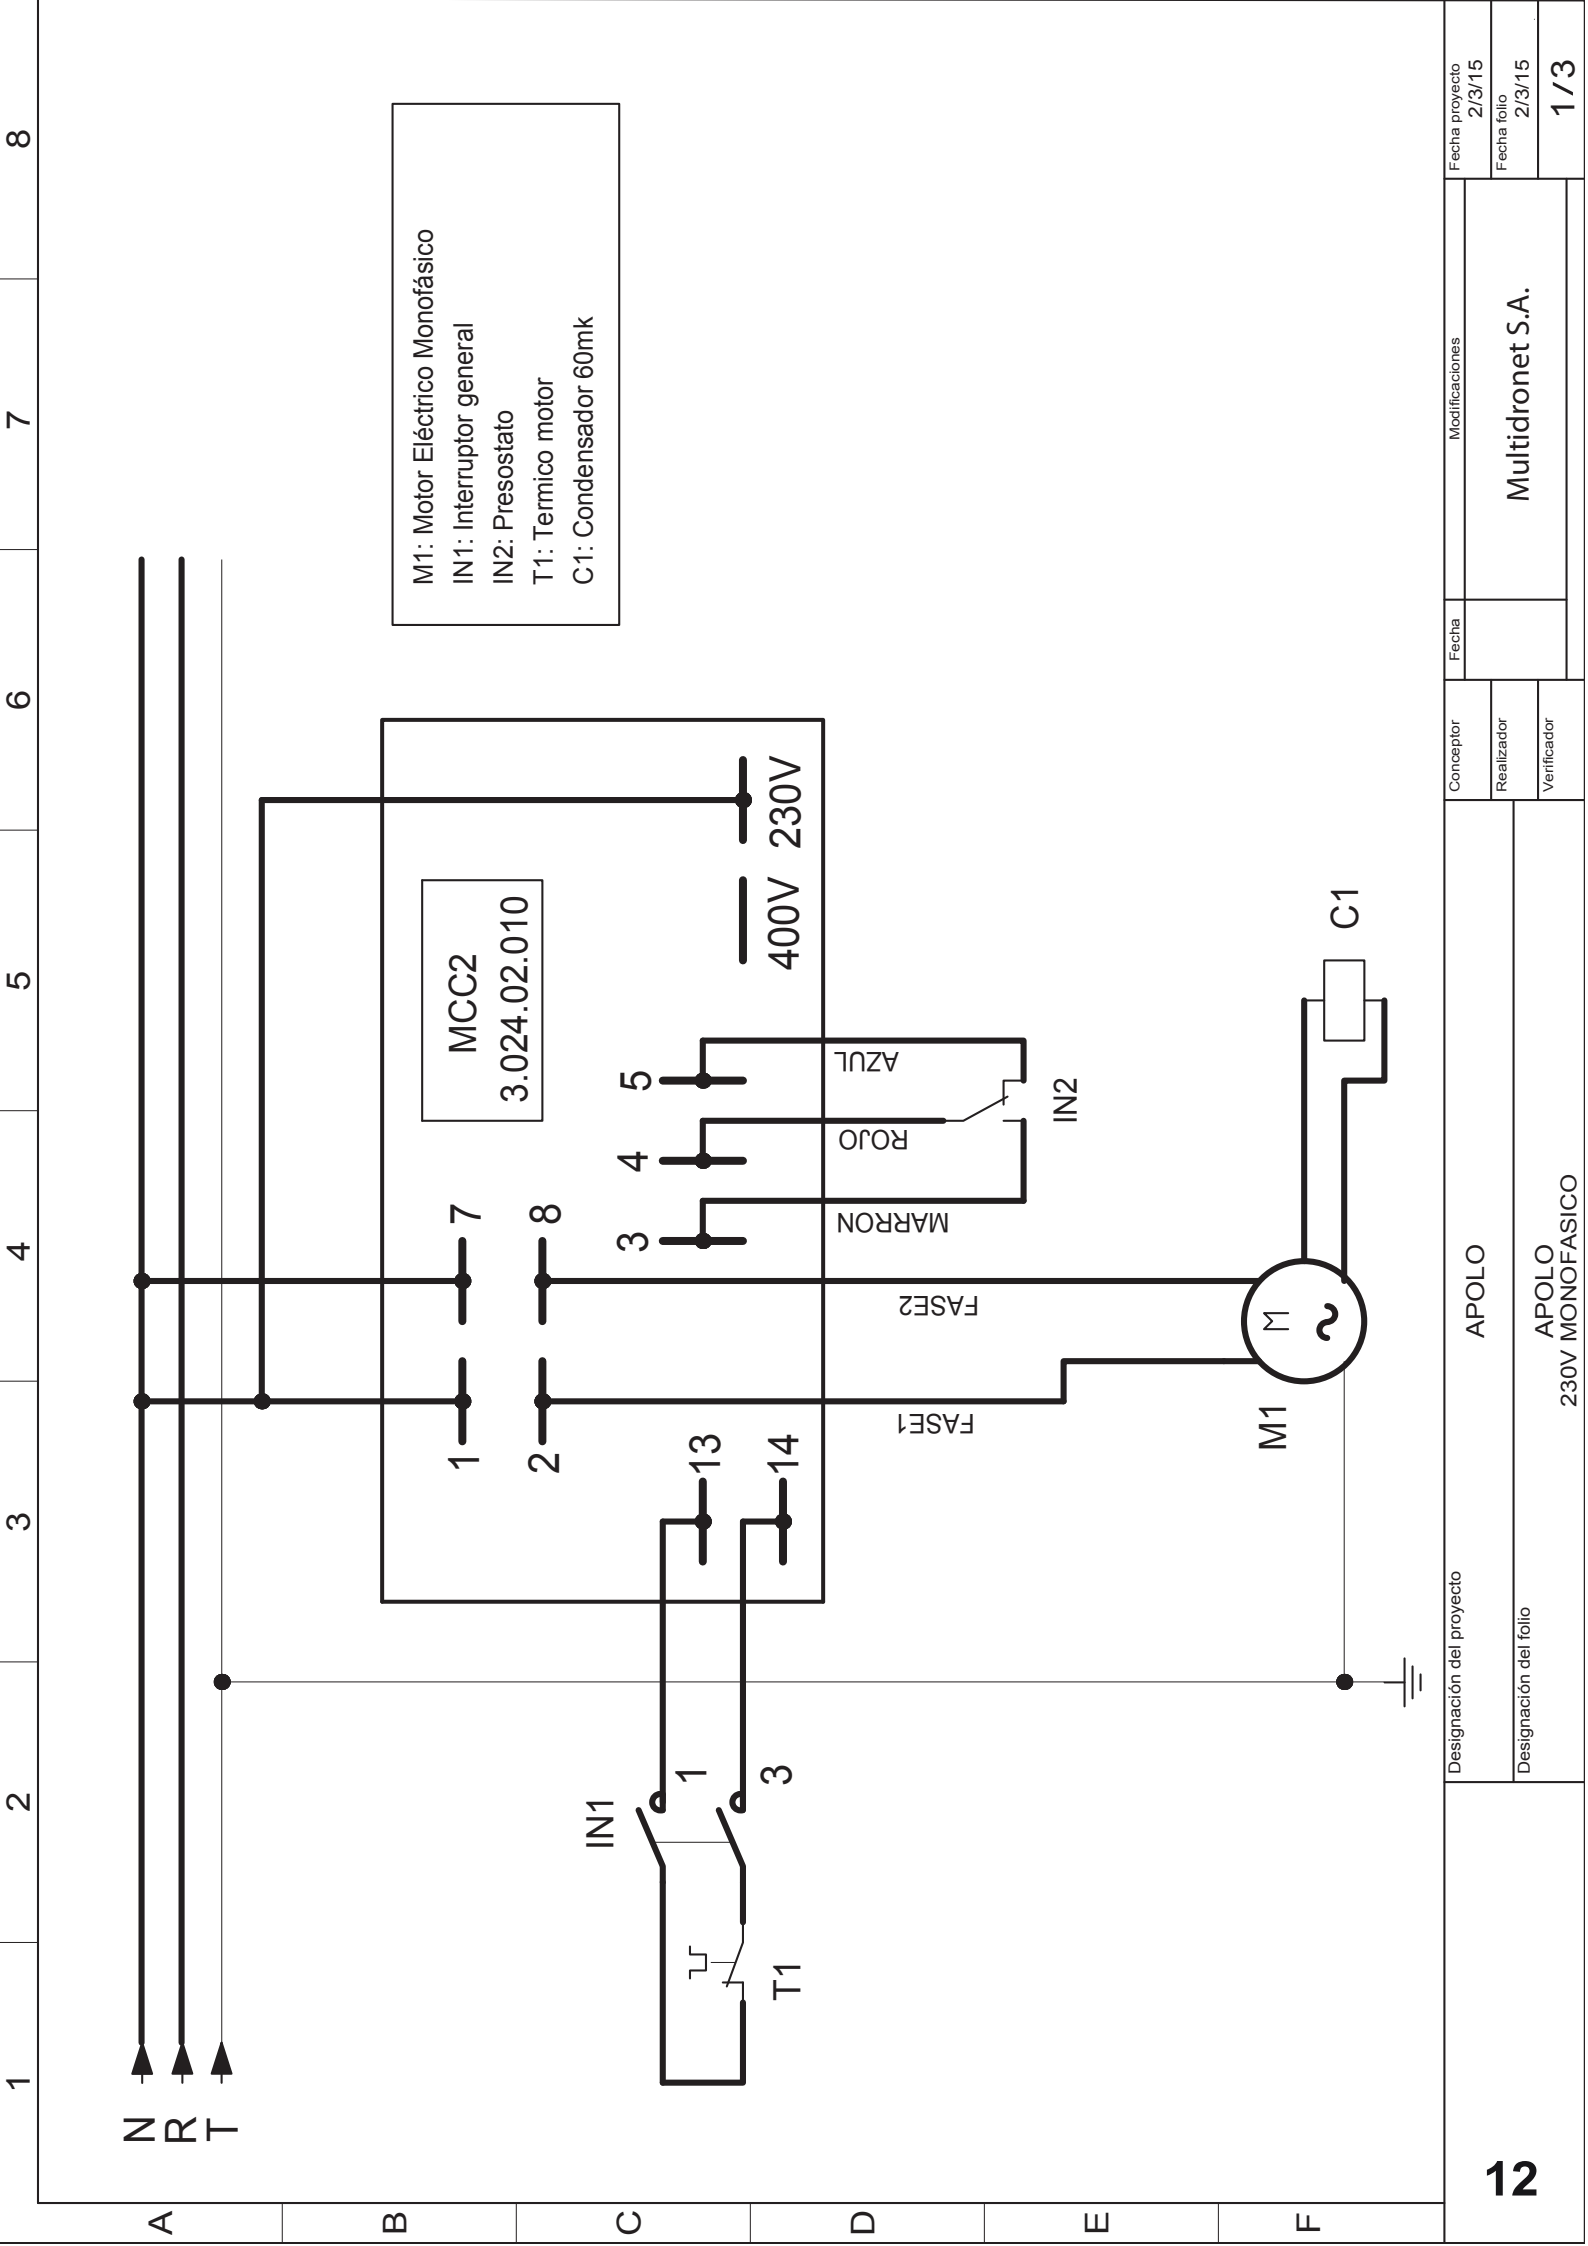 1 2 3 4 5 6 7 8
A
B
C
D
E
F
N
R
T
M1: Motor Eléctrico Monofásico
IN1: Interruptor general
IN2: Presostato
T1: Termico motor
C1: Condensador 60mk
MCC2
3.024.02.010
1 7
2 8
3 4 5
13
14
400V 230V
IN1
1
3
T1
FASE1
FASE2
MARRON
ROJO
AZUL
IN2
M1
M
C1
12
Designación del proyecto
APOLO
Designación del folio
APOLO
230V MONOFASICO
Conceptor
Realizador
Verificador
Fecha
Modificaciones
Multidronet S.A.
Fecha proyecto
2/3/15
Fecha folio
2/3/15
1/3